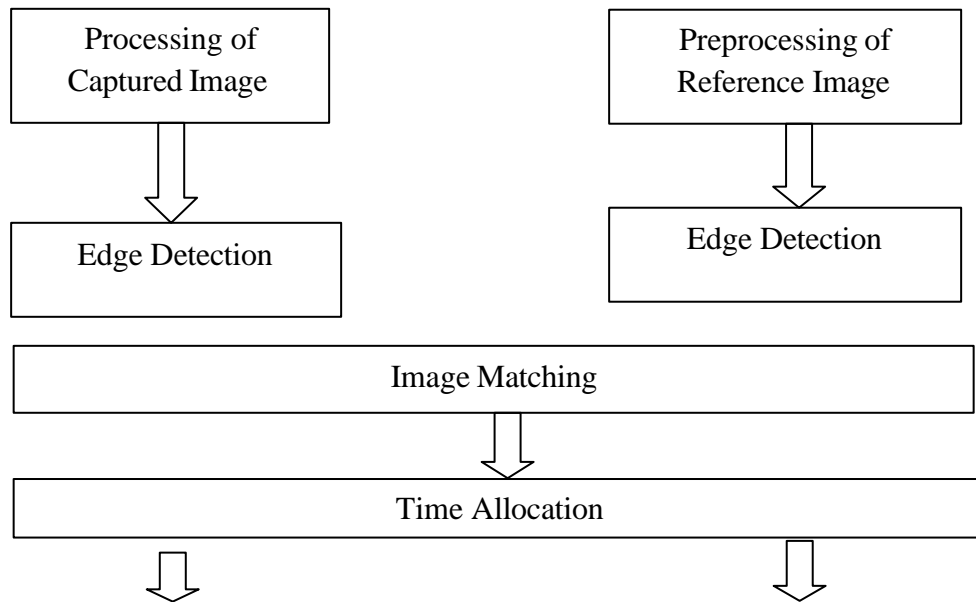 Processing of
Captured Image
Preprocessing of
Reference Image
Edge Detection
Edge Detection
Image Matching
Time Allocation